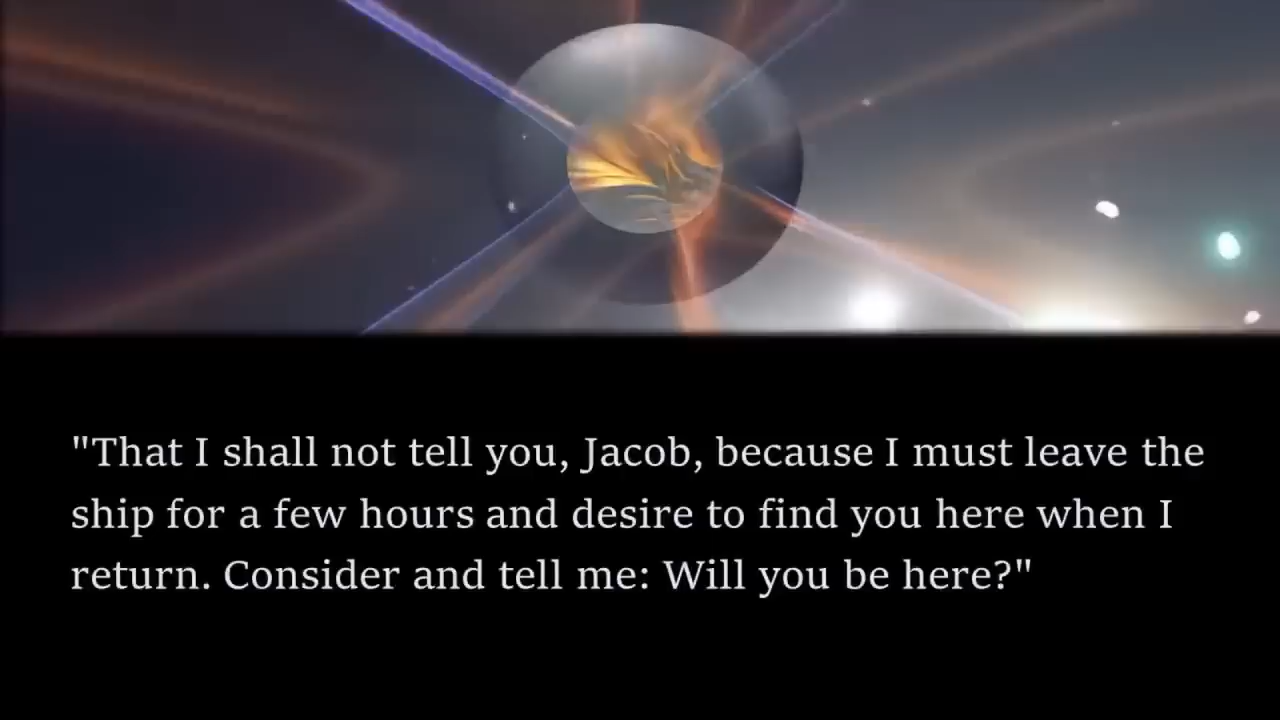 "That I shall not tell you, Jacob, because I must leave the
ship for a few hours and desire to find you here when I
return. Consider and tell me: Will you be here?"